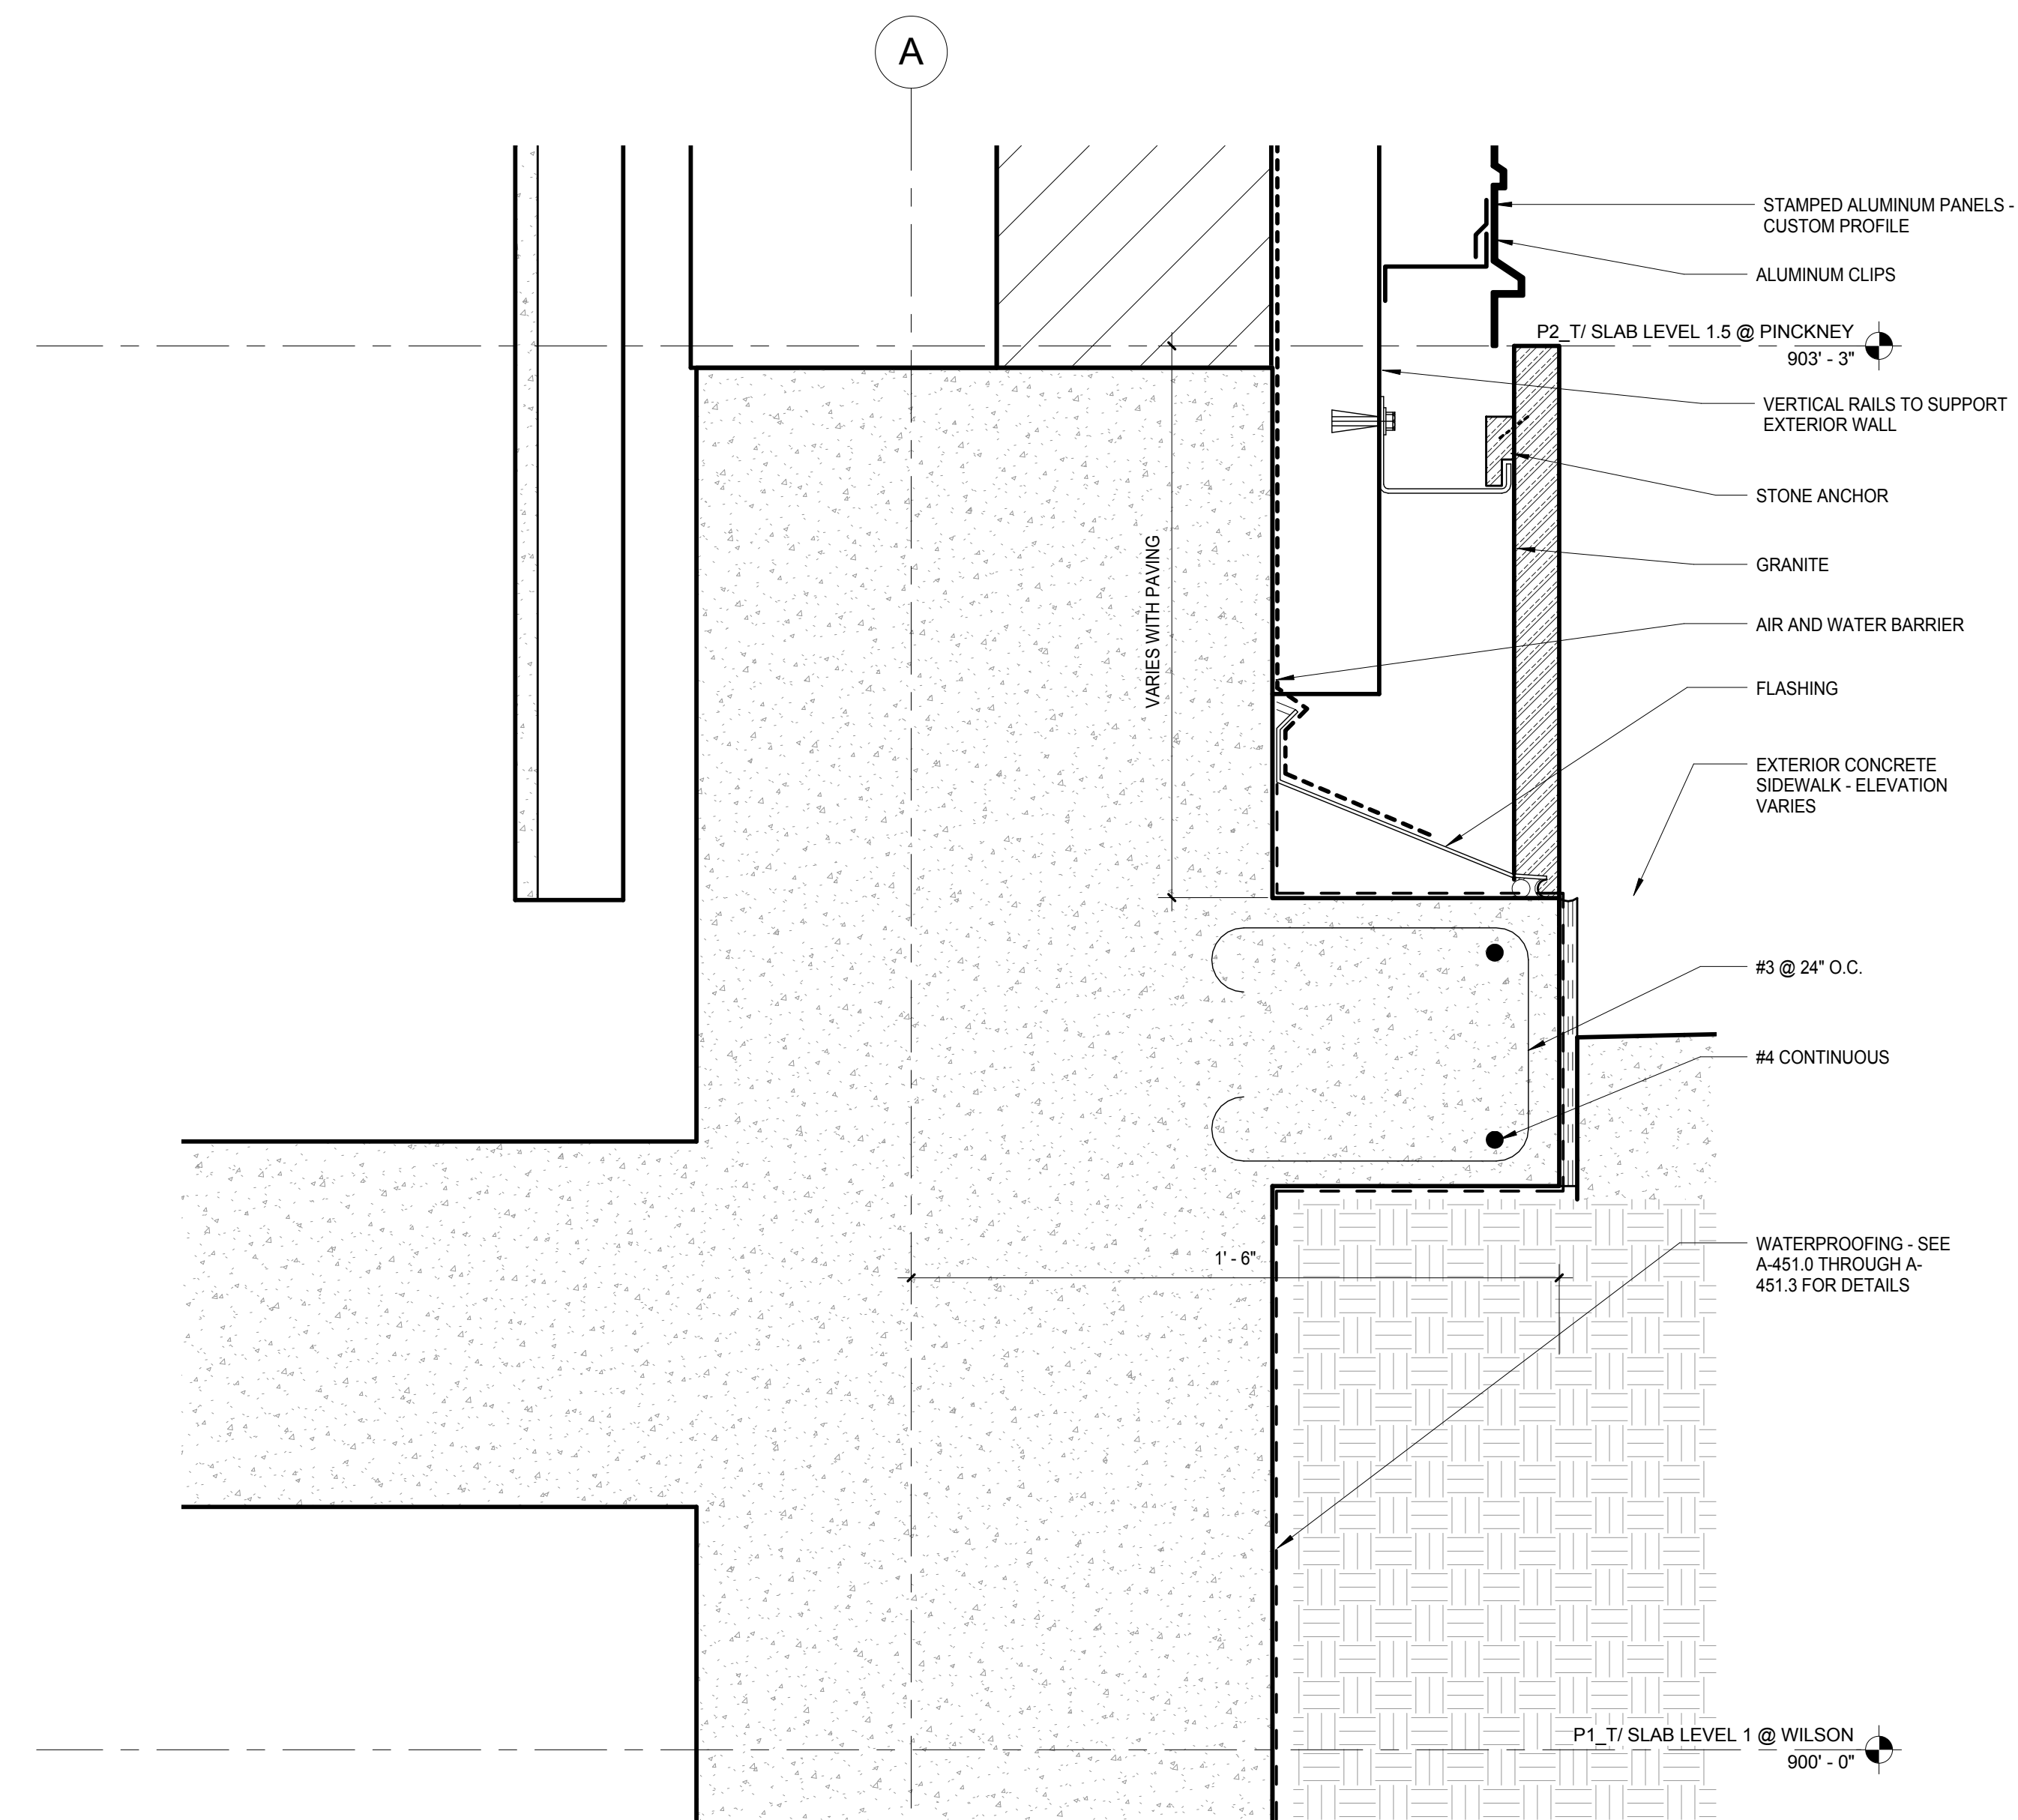 A
STAMPED ALUMINUM PANELS -
CUSTOM PROFILE
ALUMINUM CLIPS
P2_T/ SLAB LEVEL 1.5 @ PINCKNEY
903' - 3"
VERTICAL RAILS TO SUPPORT
EXTERIOR WALL
STONE ANCHOR
VARIES WITH PAVING
GRANITE
AIR AND WATER BARRIER
FLASHING
EXTERIOR CONCRETE
SIDEWALK - ELEVATION
VARIES
#3 @ 24" O.C.
#4 CONTINUOUS
1' - 6"
WATERPROOFING - SEE
A-451.0 THROUGH A-
451.3 FOR DETAILS
P1_T/ SLAB LEVEL 1 @ WILSON
900' - 0"